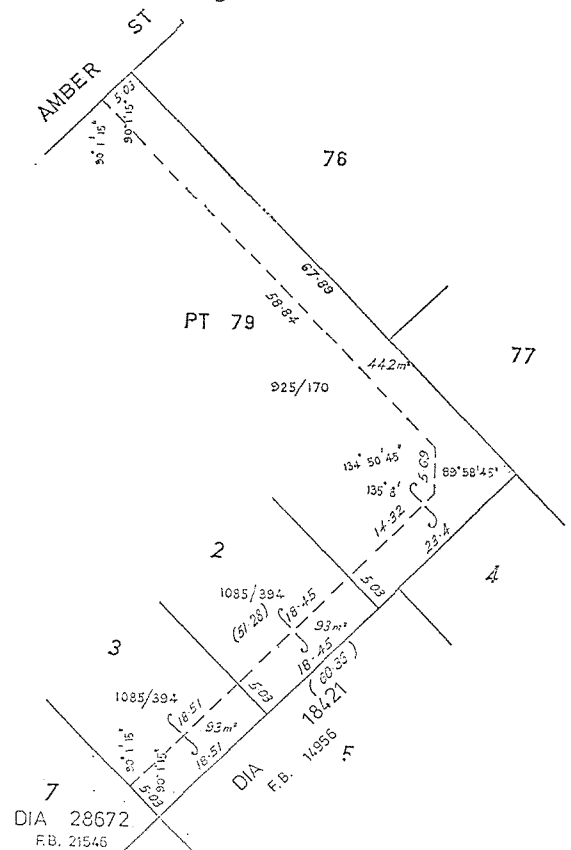 AMBER ST
5·03
90° 1' 15"
90° 1' 15"
76
67·89
58·84
PT 79
442m²
77
925/170
134° 50' 45"
5·69
89° 58' 45"
135° 8'
14·32
23·4
2
4
1085/394
18·45
(51·28)
5·03
93m²
18·45
(60·33)
3
5·03
18421
1085/394
18·51
93m²
18·51
DIA
F.B. 14956
5
90° 1' 15"
90° 1' 15"
5·03
7
DIA 28672
F.B. 21546